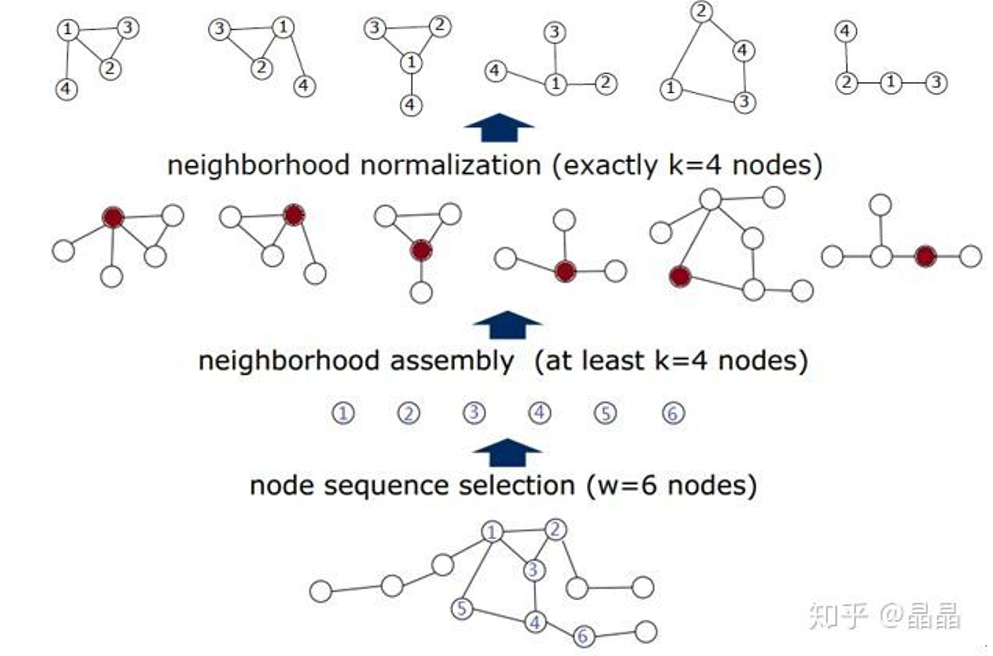 1 3 3 1 3 2 3 2 4
2 2 1 4 1 2 4 2 1 3
4 4 4 1 3
neighborhood normalization (exactly k=4 nodes)
neighborhood assembly (at least k=4 nodes)
1 2 3 4 5 6
node sequence selection (w=6 nodes)
1 2
3
5 4 6
知乎 @晶晶